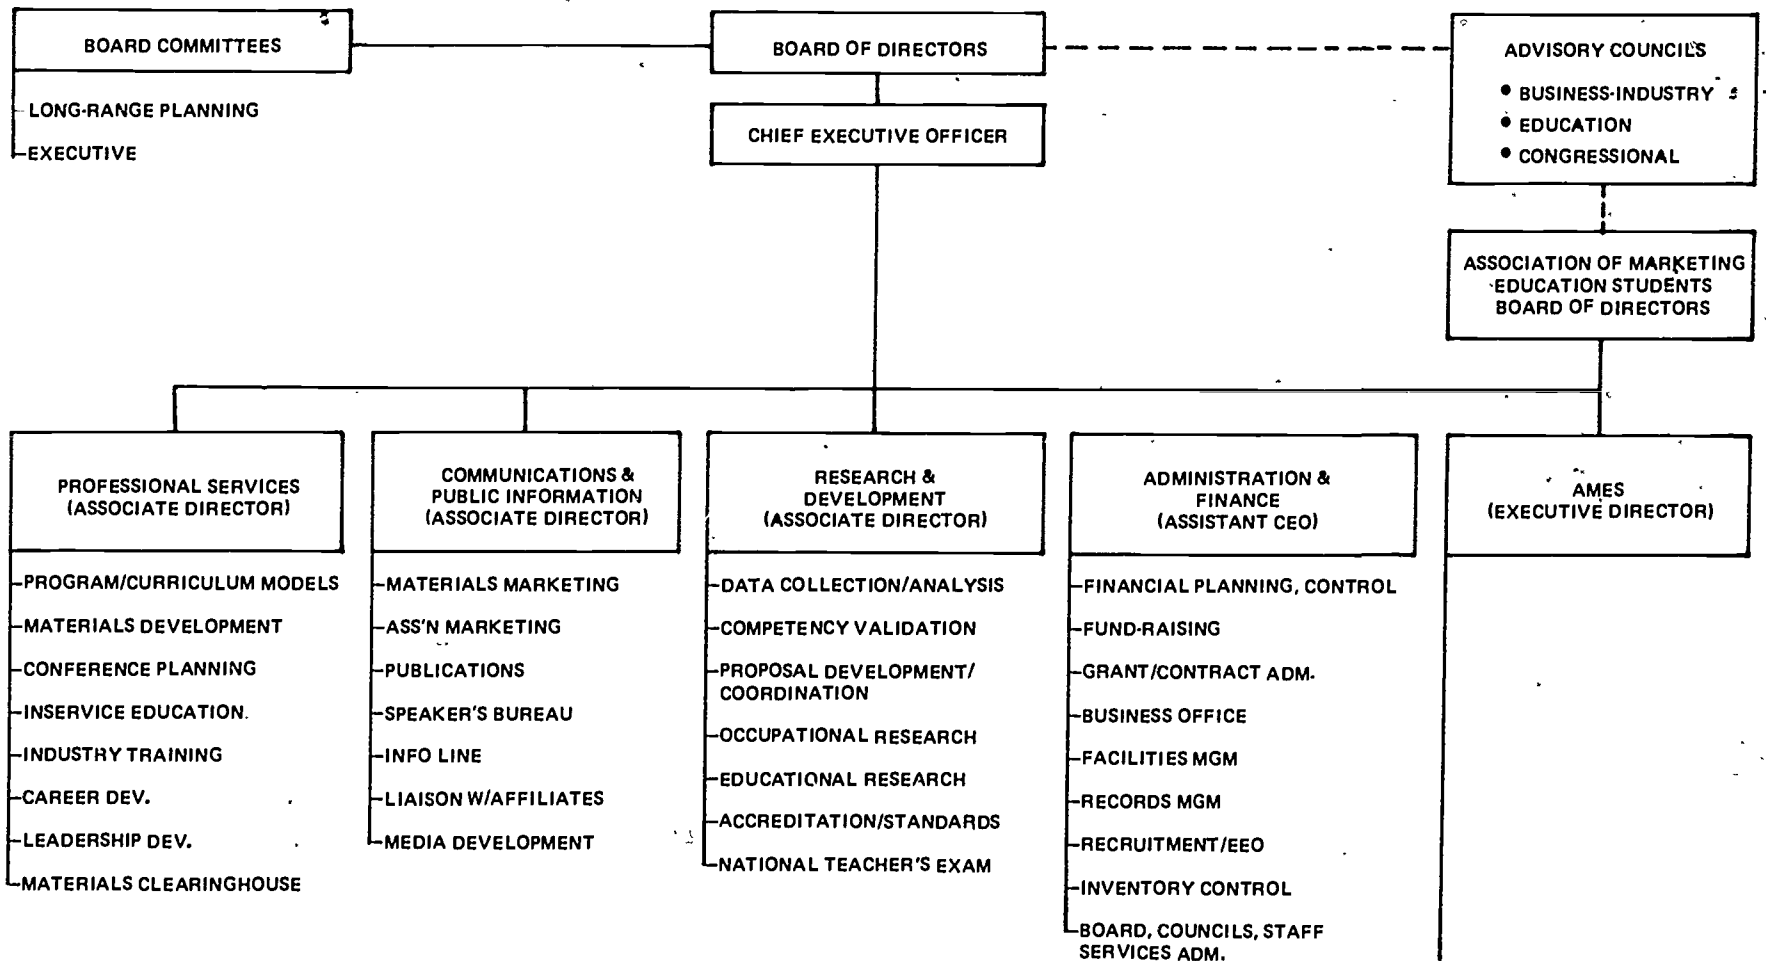 BOARD COMMITTEES
LONG-RANGE PLANNING
EXECUTIVE
BOARD OF DIRECTORS
CHIEF EXECUTIVE OFFICER
ADVISORY COUNCILS
• BUSINESS-INDUSTRY
• EDUCATION
• CONGRESSIONAL
ASSOCIATION OF MARKETING
EDUCATION STUDENTS
BOARD OF DIRECTORS
PROFESSIONAL SERVICES
(ASSOCIATE DIRECTOR)
PROGRAM/CURRICULUM MODELS
MATERIALS DEVELOPMENT
CONFERENCE PLANNING
INSERVICE EDUCATION
INDUSTRY TRAINING
CAREER DEV.
LEADERSHIP DEV.
MATERIALS CLEARINGHOUSE
COMMUNICATIONS &
PUBLIC INFORMATION
(ASSOCIATE DIRECTOR)
MATERIALS MARKETING
ASS'N MARKETING
PUBLICATIONS
SPEAKER'S BUREAU
INFO LINE
LIAISON W/AFFILIATES
MEDIA DEVELOPMENT
RESEARCH &
DEVELOPMENT
(ASSOCIATE DIRECTOR)
DATA COLLECTION/ANALYSIS
COMPETENCY VALIDATION
PROPOSAL DEVELOPMENT/
COORDINATION
OCCUPATIONAL RESEARCH
EDUCATIONAL RESEARCH
ACCREDITATION/STANDARDS
NATIONAL TEACHER'S EXAM
ADMINISTRATION &
FINANCE
(ASSISTANT CEO)
FINANCIAL PLANNING, CONTROL
FUND-RAISING
GRANT/CONTRACT ADM.
BUSINESS OFFICE
FACILITIES MGM
RECORDS MGM
RECRUITMENT/EEO
INVENTORY CONTROL
BOARD, COUNCILS, STAFF
SERVICES ADM.
AMES
(EXECUTIVE DIRECTOR)